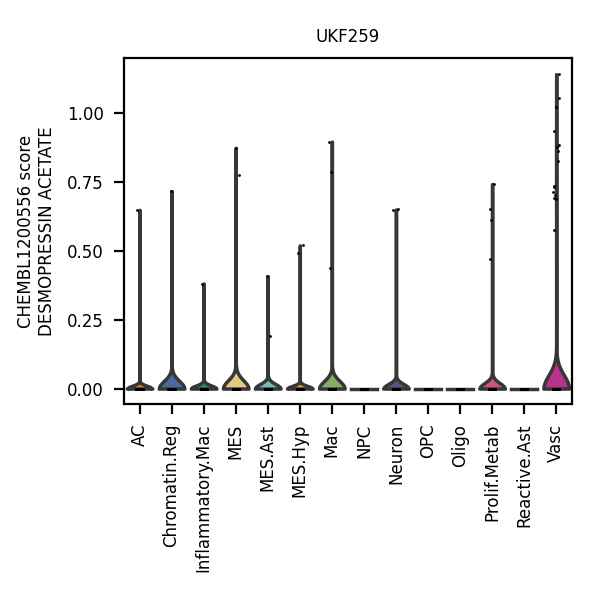 UKF259
CHEMBL1200556 score
DESMOPRESSIN ACETATE
1.00
0.75
0.50
0.25
0.00
AC
Chromatin.Reg
Inflammatory.Mac
MES
MES.Ast
MES.Hyp
Mac
NPC
Neuron
OPC
Oligo
Prolif.Metab
Reactive.Ast
Vasc